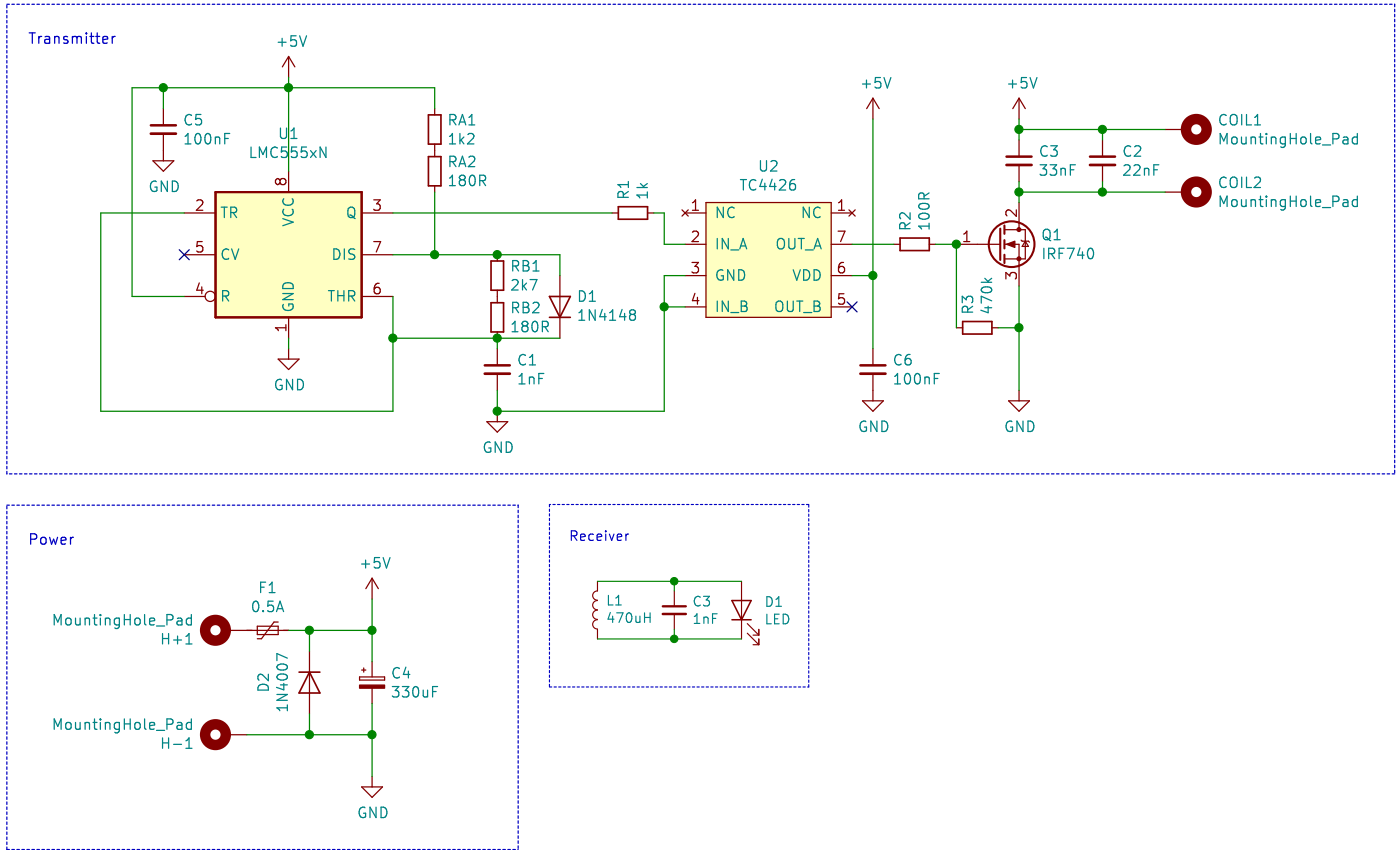 Transmitter
+5V
C5
100nF
GND
U1
LMC555xN
RA1
1k2
RA2
180R
8
VCC
2
TR
Q
3
5
CV
DIS
7
4
R
GND
THR
6
1
GND
RB1
2k7
RB2
180R
D1
1N4148
C1
1nF
GND
R1
1k
U2
TC4426
1
NC
NC
1
2
IN_A
OUT_A
7
3
GND
VDD
6
4
IN_B
OUT_B
5
+5V
R2
100R
C6
100nF
GND
+5V
C3
33nF
C2
22nF
COIL1
MountingHole_Pad
COIL2
MountingHole_Pad
2
1
3
Q1
IRF740
R3
470k
GND
Power
+5V
F1
0.5A
MountingHole_Pad
H+1
D2
1N4007
+
C4
330uF
MountingHole_Pad
H-1
GND
Receiver
L1
470uH
C3
1nF
D1
LED